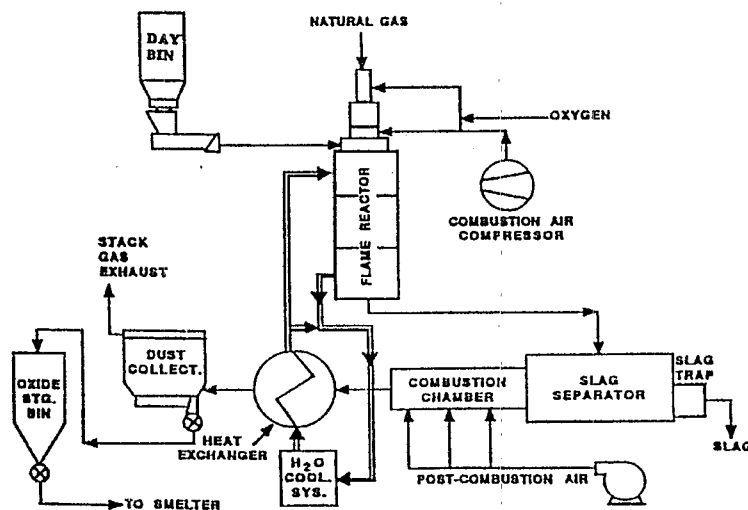 NATURAL GAS
DAY
BIN
OXYGEN
FLAME REACTOR
COMBUSTION AIR
COMPRESSOR
STACK
GAS
EXHAUST
DUST
COLLECT.
OXIDE
STG.
BIN
HEAT
EXCHANGER
H2O
COOL.
SYS.
COMBUSTION
CHAMBER
SLAG
SEPARATOR
SLAG
TRAP
SLAG
POST-COMBUSTION AIR
TO SMELTER